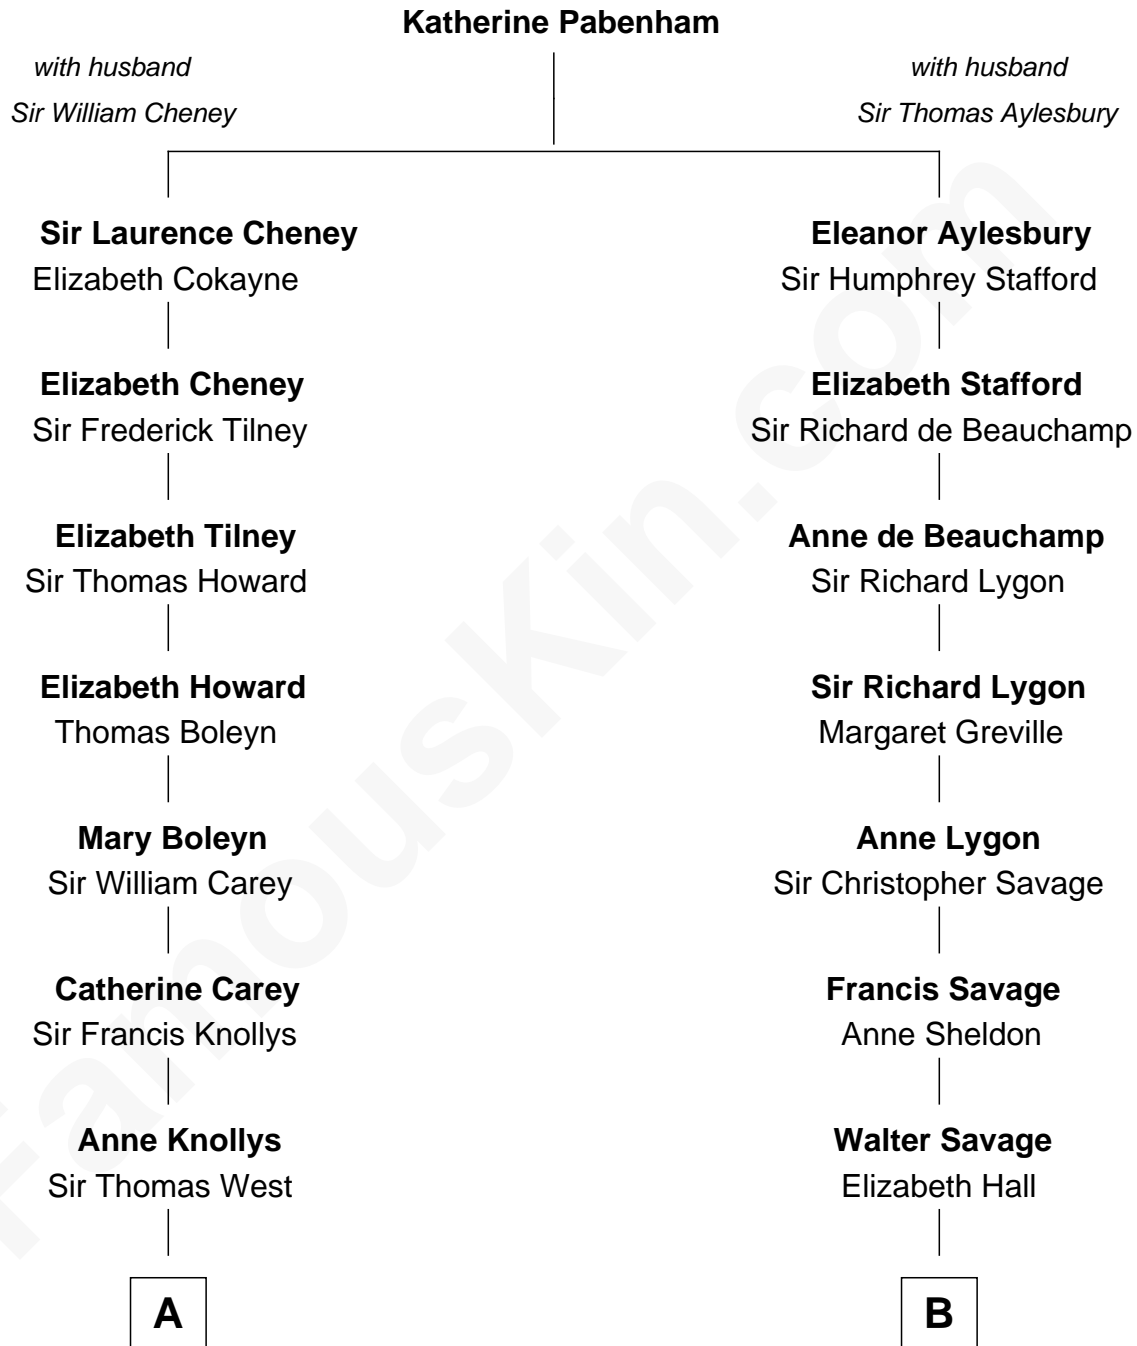 Katherine Pabenham
with husband
Sir William Cheney
with husband
Sir Thomas Aylesbury
Sir Laurence Cheney
Elizabeth Cokayne
Eleanor Aylesbury
Sir Humphrey Stafford
Elizabeth Cheney
Sir Frederick Tilney
Elizabeth Stafford
Sir Richard de Beauchamp
Elizabeth Tilney
Sir Thomas Howard
Anne de Beauchamp
Sir Richard Lygon
Elizabeth Howard
Thomas Boleyn
Sir Richard Lygon
Margaret Greville
Mary Boleyn
Sir William Carey
Anne Lygon
Sir Christopher Savage
Catherine Carey
Sir Francis Knollys
Francis Savage
Anne Sheldon
Anne Knollys
Sir Thomas West
Walter Savage
Elizabeth Hall
A
B
FamousKin.com